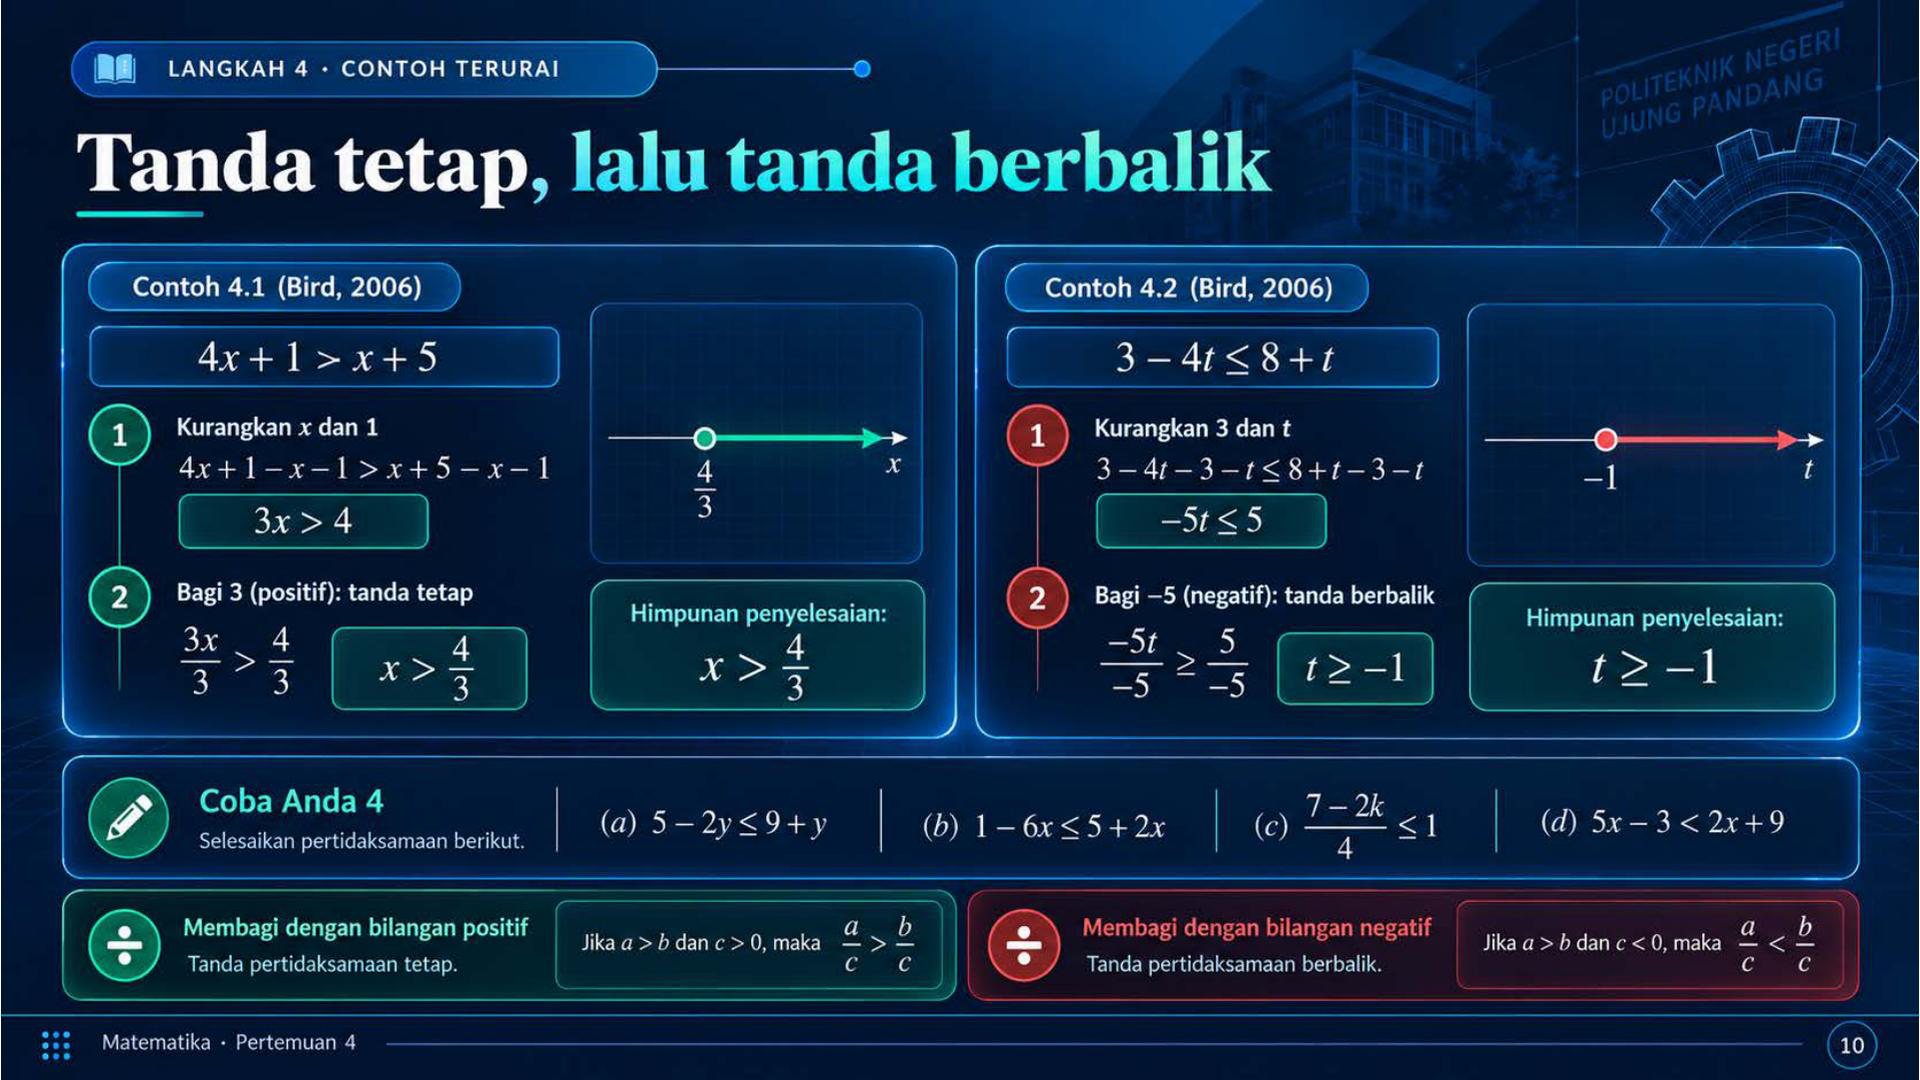 LANGKAH 4 · CONTOH TERURAI
POLITEKNIK NEGERI
UJUNG PANDANG
Tanda tetap, lalu tanda berbalik
Contoh 4.1 (Bird, 2006)
4x + 1 > x + 5
1
Kurangkan x dan 1
4x + 1 − x − 1 > x + 5 − x − 1
3x > 4
2
Bagi 3 (positif): tanda tetap
3x/3 > 4/3
x > 4/3
4/3
x
Himpunan penyelesaian:
x > 4/3
Contoh 4.2 (Bird, 2006)
3 − 4t ≤ 8 + t
1
Kurangkan 3 dan t
3 − 4t − 3 − t ≤ 8 + t − 3 − t
−5t ≤ 5
2
Bagi −5 (negatif): tanda berbalik
−5t/−5 ≥ 5/−5
t ≥ −1
−1
t
Himpunan penyelesaian:
t ≥ −1
Coba Anda 4
Selesaikan pertidaksamaan berikut.
(a) 5 − 2y ≤ 9 + y
(b) 1 − 6x ≤ 5 + 2x
(c) (7 − 2k)/4 ≤ 1
(d) 5x − 3 < 2x + 9
Membagi dengan bilangan positif
Tanda pertidaksamaan tetap.
Jika a > b dan c > 0, maka a/c > b/c
Membagi dengan bilangan negatif
Tanda pertidaksamaan berbalik.
Jika a > b dan c < 0, maka a/c < b/c
Matematika · Pertemuan 4
10